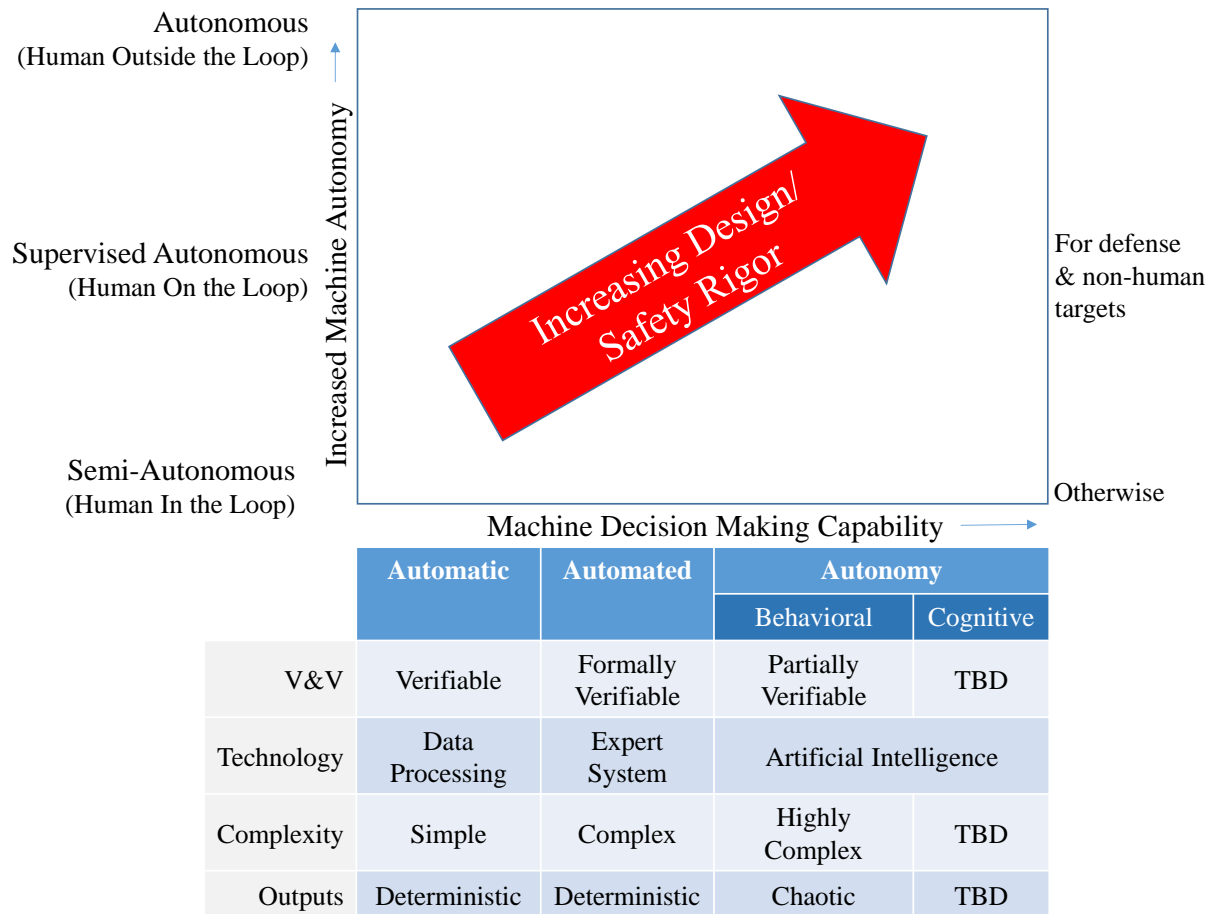 Autonomous
(Human Outside the Loop)
Increased Machine Autonomy
Supervised Autonomous
(Human On the Loop)
Semi-Autonomous
(Human In the Loop)
Increasing Design/
Safety Rigor
For defense
& non-human
targets
Otherwise
Machine Decision Making Capability
Automatic Automated Autonomy
Behavioral Cognitive
V&V Verifiable Formally Verifiable Partially Verifiable TBD
Technology Data Processing Expert System Artificial Intelligence
Complexity Simple Complex Highly Complex TBD
Outputs Deterministic Deterministic Chaotic TBD